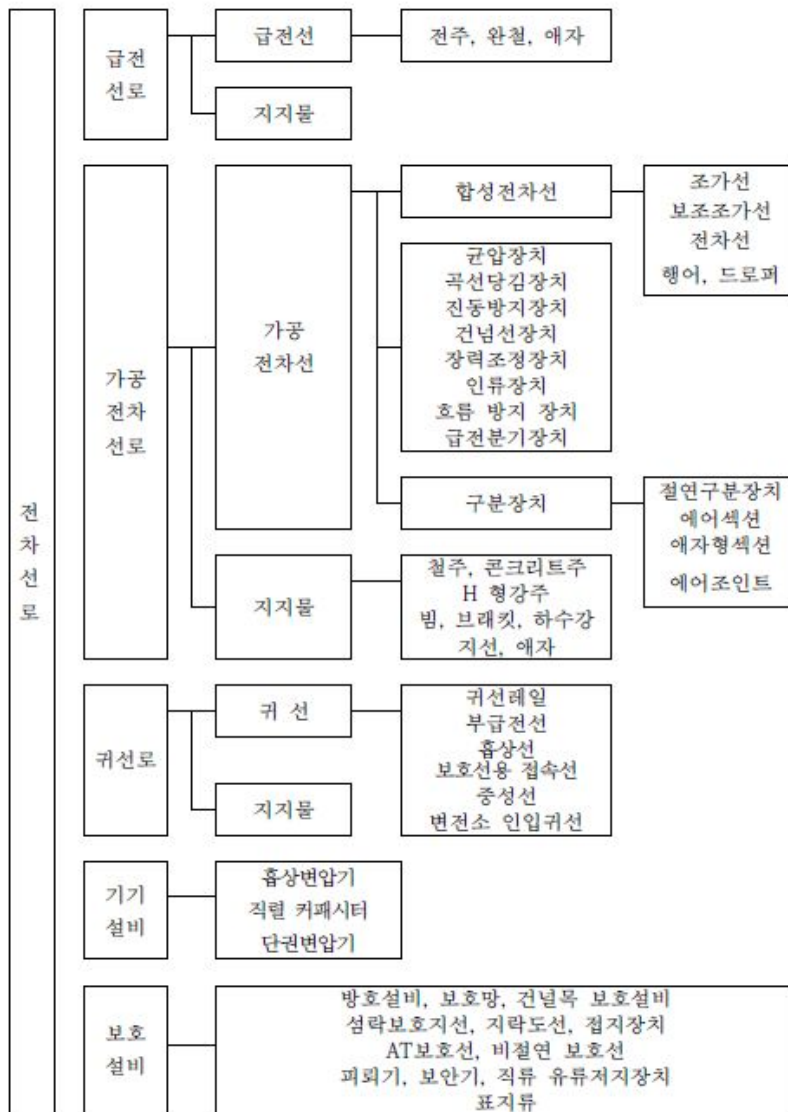 전
차
선
로
급전
선로
급전선
전주, 완철, 애자
지지물
가공
전차
선로
가공
전차선
합성전차선
조가선
보조조가선
전차선
행어, 드로퍼
균압장치
곡선당김장치
진동방지장치
건넘선장치
장력조정장치
인류장치
흐름 방지 장치
급전분기장치
구분장치
절연구분장치
에어섹션
애자형섹션
에어조인트
지지물
철주, 콘크리트주
H 형강주
빔, 브래킷, 하수강
지선, 애자
귀선로
귀 선
귀선레일
부급전선
흡상선
보호선용 접속선
중성선
변전소 인입귀선
지지물
기기
설비
흡상변압기
직렬 커패시터
단권변압기
보호
설비
방호설비, 보호망, 건널목 보호설비
섬락보호지선, 지락도선, 접지장치
AT보호선, 비절연 보호선
피뢰기, 보안기, 직류 유류저지장치
표지류